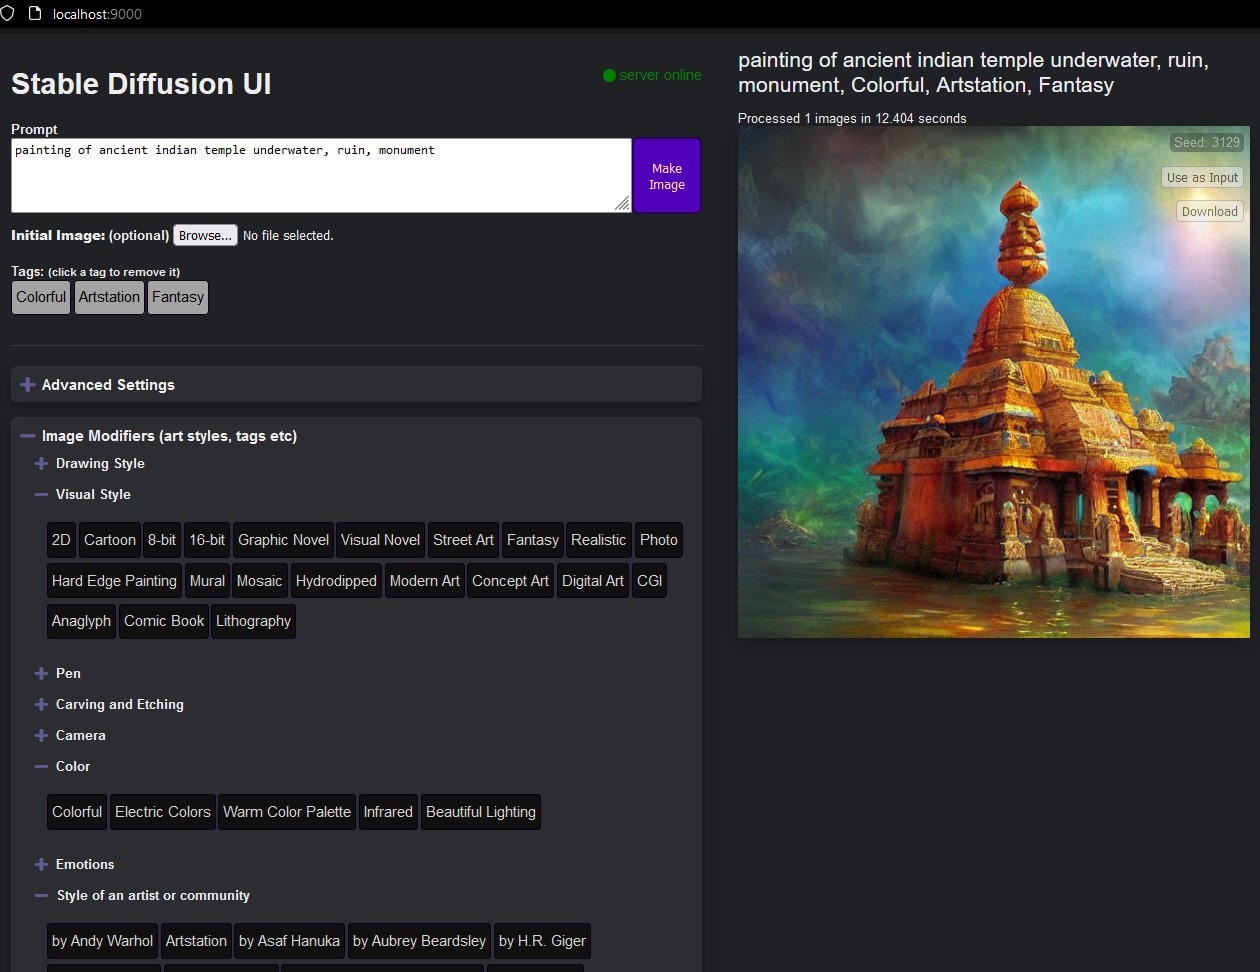 localhost:9000
Stable Diffusion UI
server online
Prompt
painting of ancient indian temple underwater, ruin, monument
Make
Image
Initial Image: (optional) Browse... No file selected.
Tags: (click a tag to remove it)
Colorful Artstation Fantasy
Advanced Settings
Image Modifiers (art styles, tags etc)
Drawing Style
Visual Style
2D Cartoon 8-bit 16-bit Graphic Novel Visual Novel Street Art Fantasy Realistic Photo
Hard Edge Painting Mural Mosaic Hydrodipped Modern Art Concept Art Digital Art CGI
Anaglyph Comic Book Lithography
Pen
Carving and Etching
Camera
Color
Colorful Electric Colors Warm Color Palette Infrared Beautiful Lighting
Emotions
Style of an artist or community
by Andy Warhol Artstation by Asaf Hanuka by Aubrey Beardsley by H.R. Giger
painting of ancient indian temple underwater, ruin,
monument, Colorful, Artstation, Fantasy
Processed 1 images in 12.404 seconds
Seed: 3129
Use as Input
Download